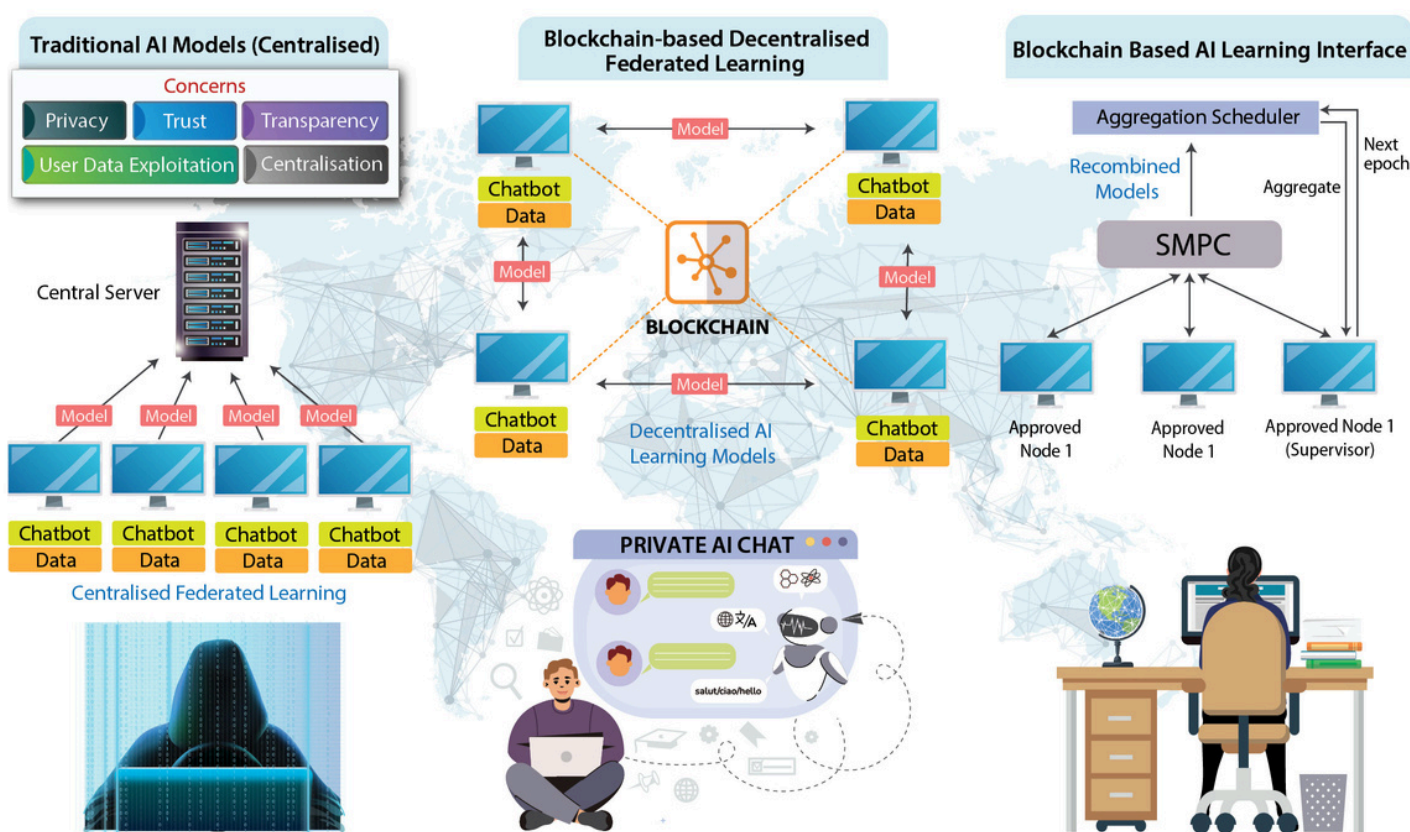 Traditional AI Models (Centralised)
Concerns
Privacy
Trust
Transparency
User Data Exploitation
Centralisation
Central Server
Model
Model
Model
Model
Chatbot
Data
Chatbot
Data
Chatbot
Data
Chatbot
Data
Centralised Federated Learning
Blockchain-based Decentralised
Federated Learning
Model
Chatbot
Data
Chatbot
Data
Model
Model
BLOCKCHAIN
Model
Chatbot
Data
Chatbot
Data
Decentralised AI
Learning Models
PRIVATE AI CHAT
文/A
salut/ciao/hello
Blockchain Based AI Learning Interface
Aggregation Scheduler
Recombined
Models
Aggregate
Next
epoch
SMPC
Approved
Node 1
Approved
Node 1
Approved Node 1
(Supervisor)